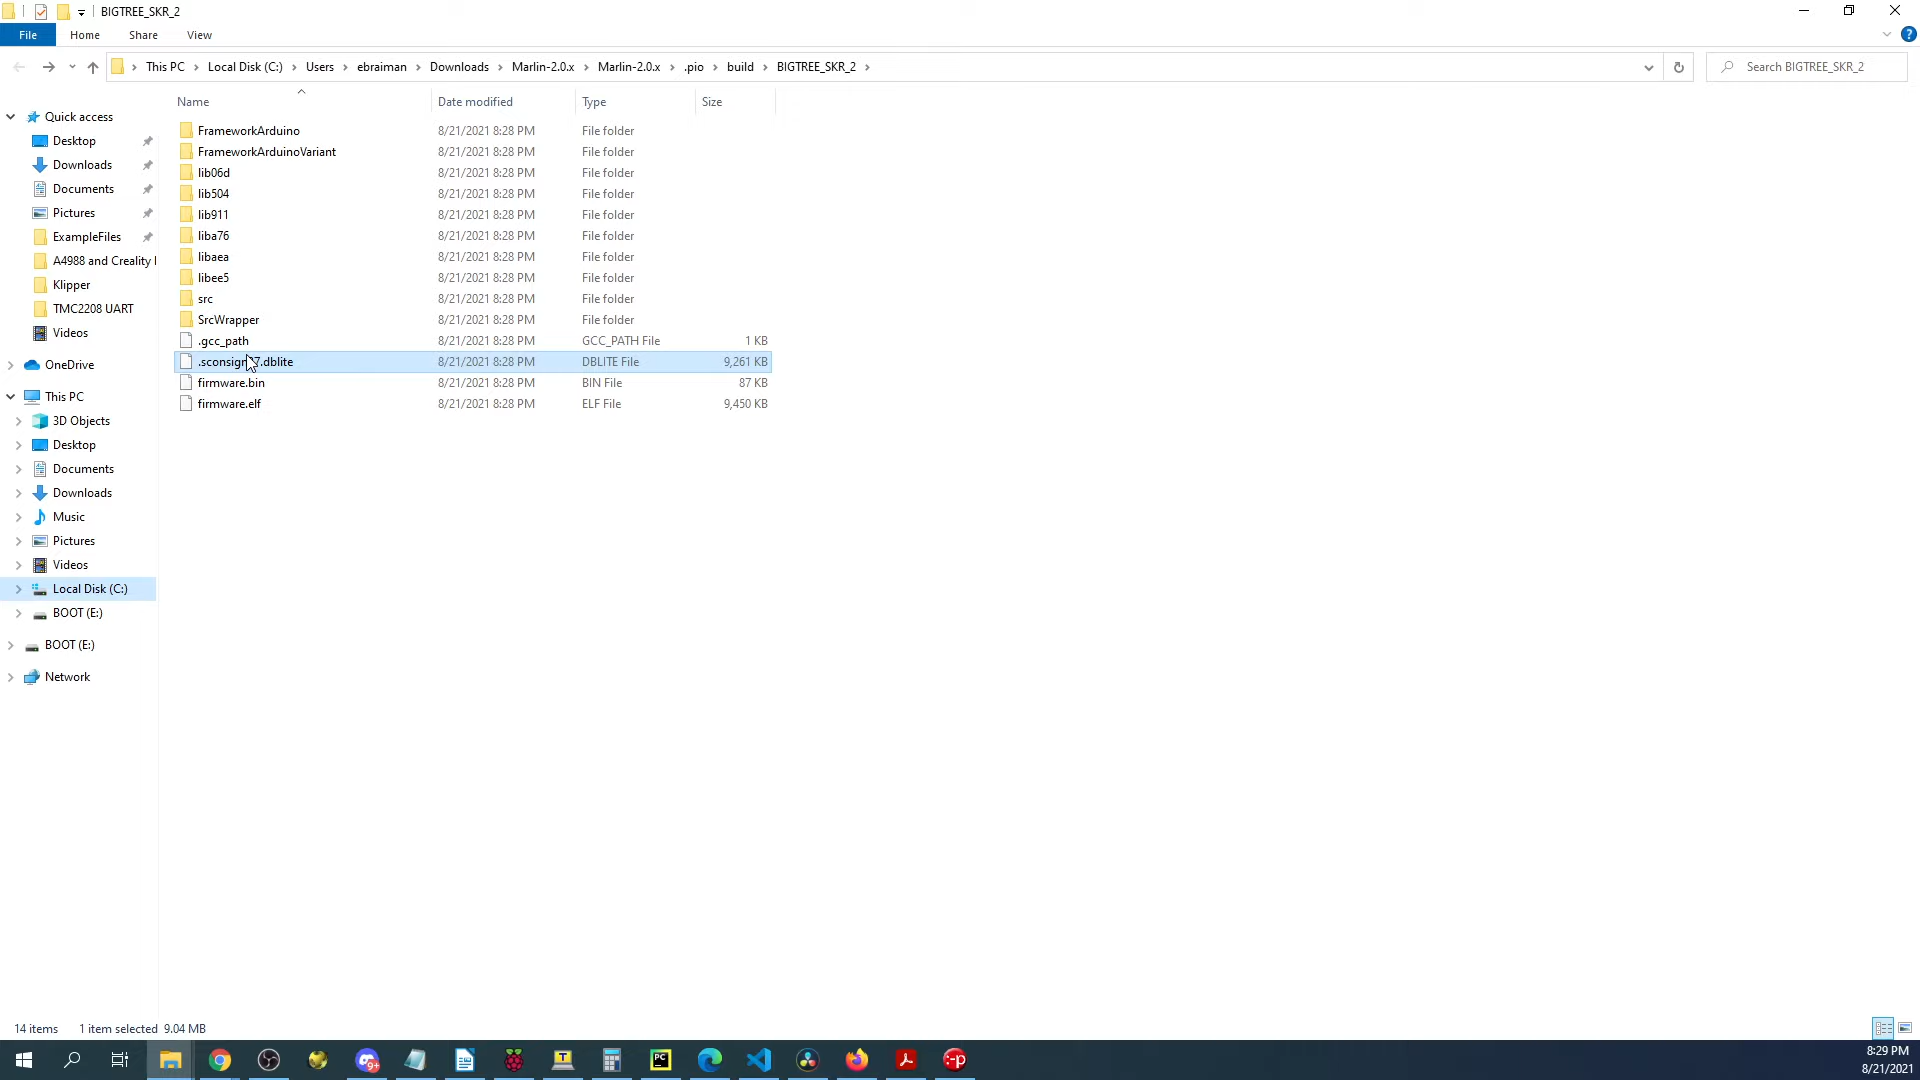 BIGTREE_SKR_2
File Home Share View
This PC Local Disk (C:) Users ebraiman Downloads Marlin-2.0.x Marlin-2.0.x .pio build BIGTREE_SKR_2
Search BIGTREE_SKR_2
Name Date modified Type Size
FrameworkArduino 8/21/2021 8:28 PM File folder
FrameworkArduinoVariant 8/21/2021 8:28 PM File folder
lib06d 8/21/2021 8:28 PM File folder
lib504 8/21/2021 8:28 PM File folder
lib911 8/21/2021 8:28 PM File folder
liba76 8/21/2021 8:28 PM File folder
libaea 8/21/2021 8:28 PM File folder
libee5 8/21/2021 8:28 PM File folder
src 8/21/2021 8:28 PM File folder
SrcWrapper 8/21/2021 8:28 PM File folder
.gcc_path 8/21/2021 8:28 PM GCC_PATH File 1 KB
8/21/2021 8:28 PM DBLITE File 9,261 KB
firmware.bin 8/21/2021 8:28 PM BIN File 87 KB
firmware.elf 8/21/2021 8:28 PM ELF File 9,450 KB
Quick access
Desktop
Downloads
Documents
Pictures
ExampleFiles
A4988 and Creality
Klipper
TMC2208 UART
Videos
OneDrive
This PC
3D Objects
Desktop
Documents
Downloads
Music
Pictures
Videos
Local Disk (C:)
BOOT (E:)
BOOT (E:)
Network
14 items 1 item selected 9.04 MB
9+
T
PC
:-p
8:29 PM
8/21/2021